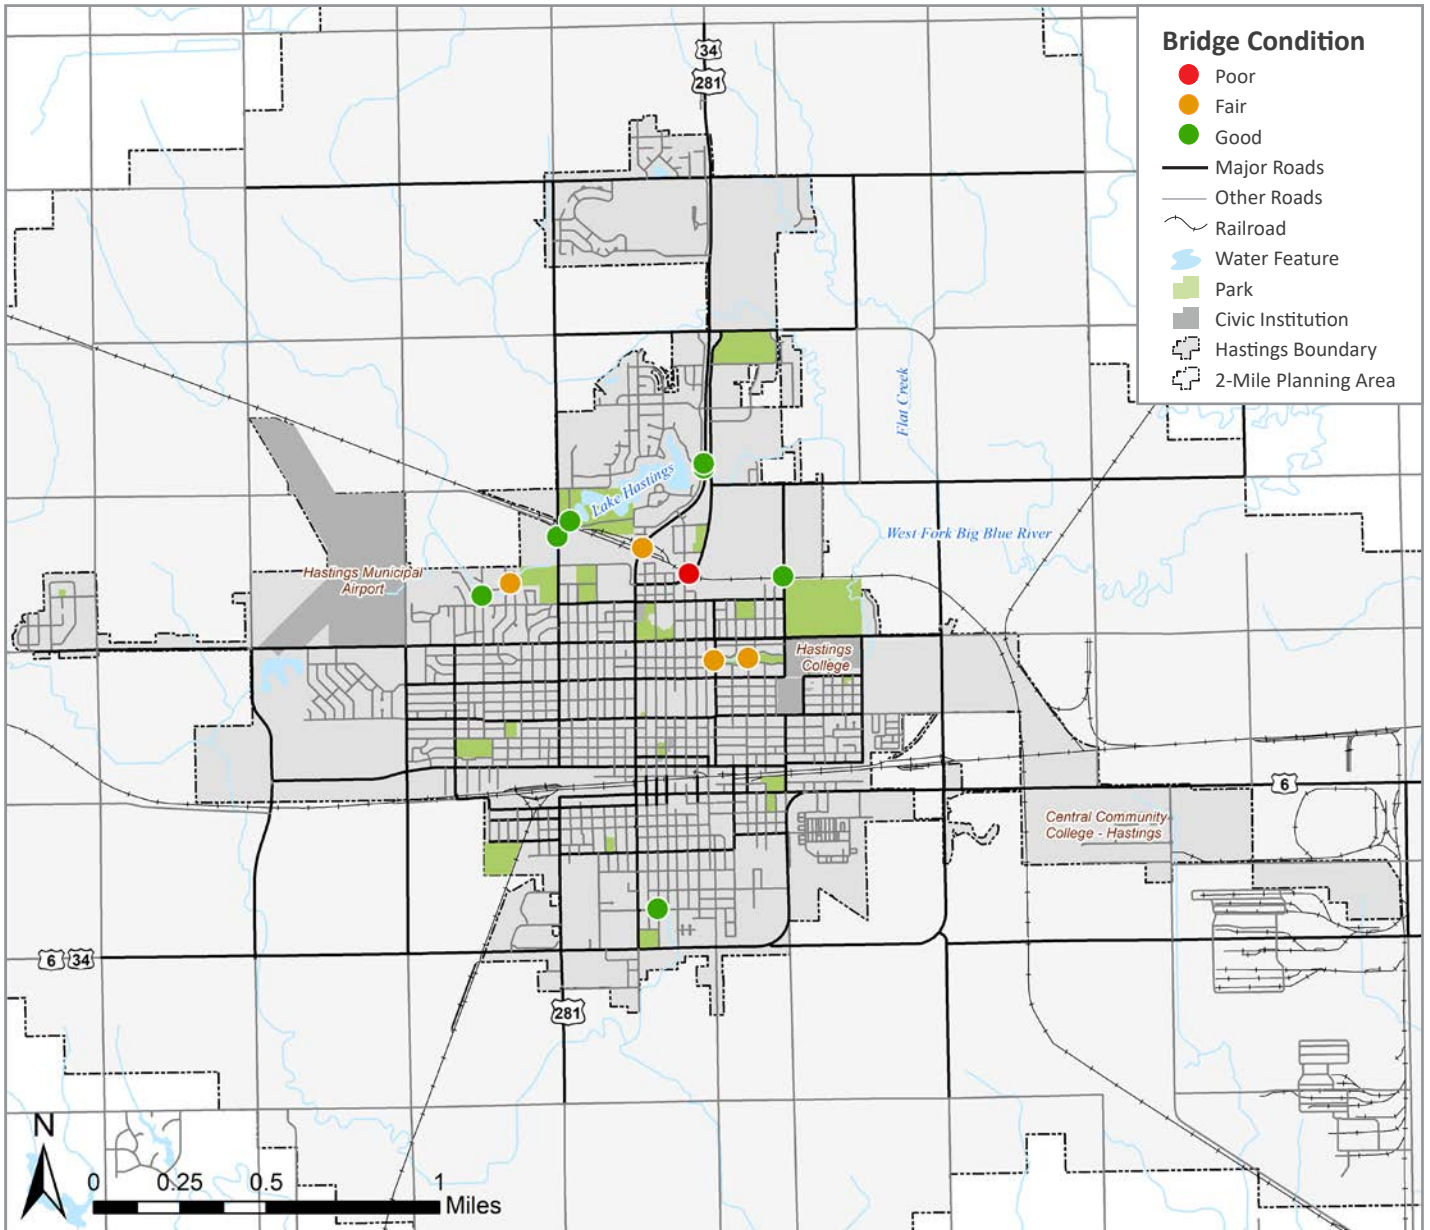 34
281
Bridge Condition
Poor
Fair
Good
Major Roads
Other Roads
Railroad
Water Feature
Park
Civic Institution
Hastings Boundary
2-Mile Planning Area
Flat Creek
Lake Hastings
West Fork Big Blue River
Hastings Municipal
Airport
Hastings
College
6
Central Community
College - Hastings
6 34
281
N
0 0.25 0.5 1
Miles